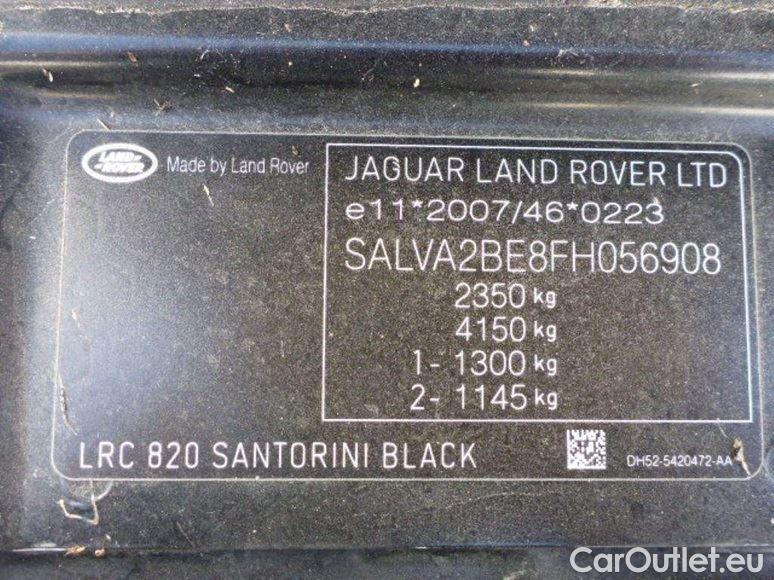 LAND ROVER
Made by Land Rover
JAGUAR LAND ROVER LTD
e11*2007/46*0223
SALVA2BE8FH056908
2350 kg
4150 kg
1- 1300 kg
2- 1145 kg
LRC 820 SANTORINI BLACK
DH52-5420472-AA
CarOutlet.eu